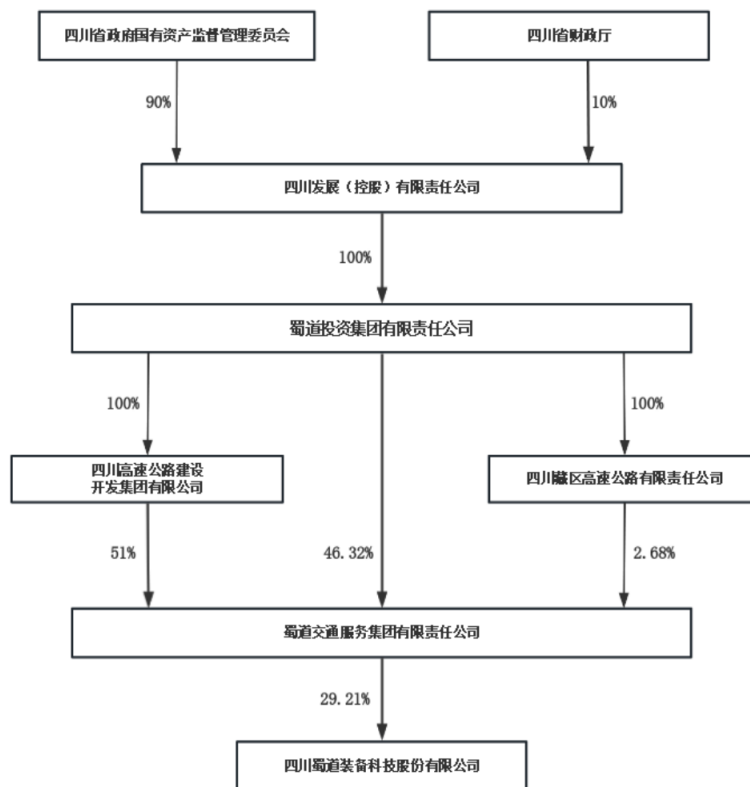 四川省政府国有资产监督管理委员会
四川省财政厅
90%
10%
四川发展（控股）有限责任公司
100%
蜀道投资集团有限责任公司
100%
100%
四川高速公路建设
开发集团有限公司
四川藏区高速公路有限责任公司
51%
46.32%
2.68%
蜀道交通服务集团有限责任公司
29.21%
四川蜀道装备科技股份有限公司